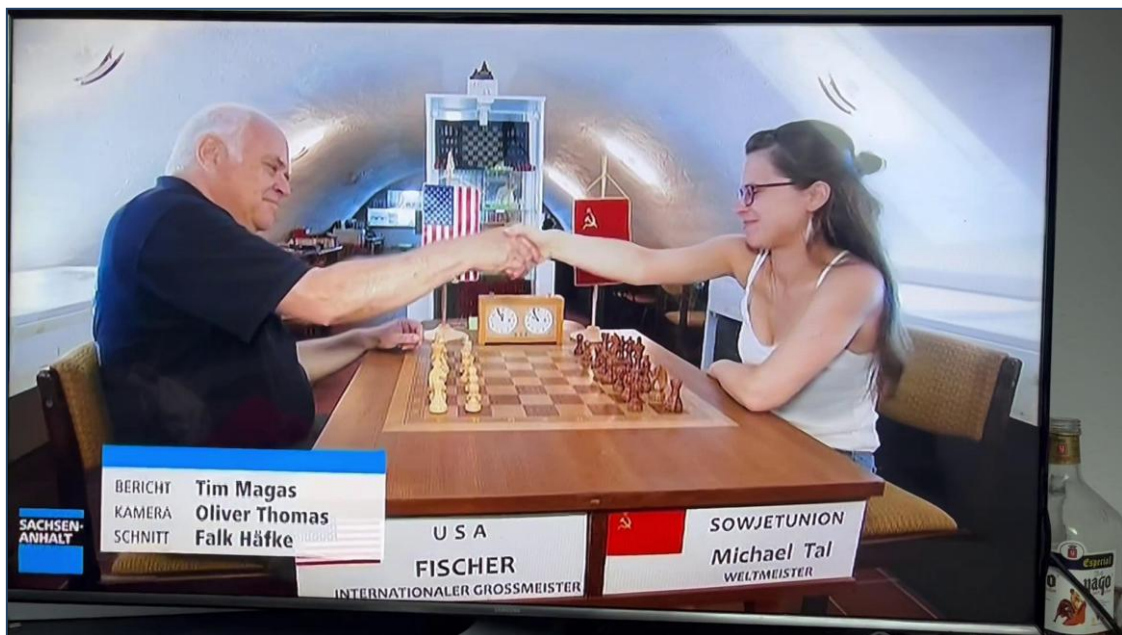 BERICHT Tim Magas
KAMERA Oliver Thomas
SCHNITT Falk Häfke
SACHSEN-
ANHALT
USA
FISCHER
INTERNATIONALER GROSSMEISTER
SOWJETUNION
Michael Tal
WELTMEISTER
Especial